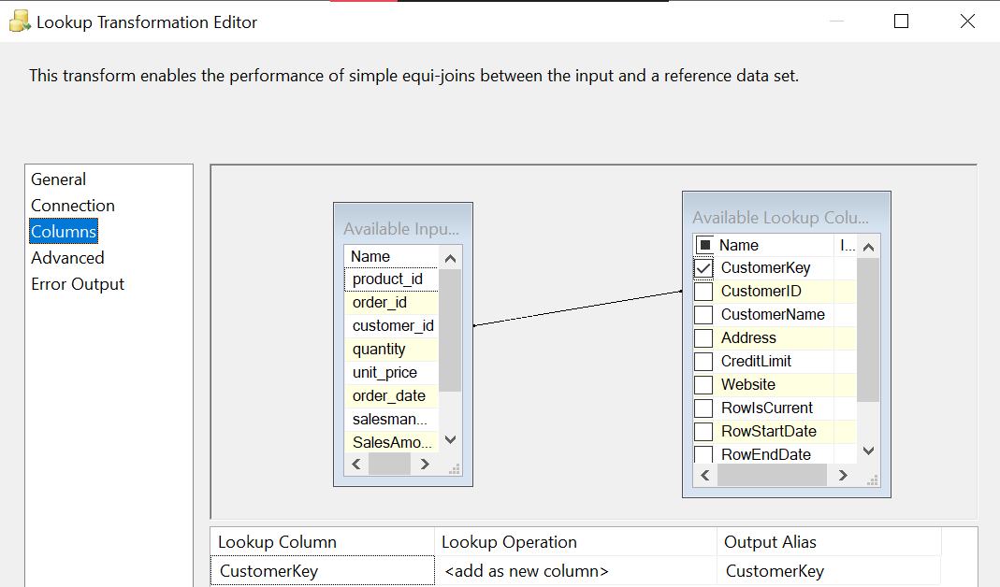 Lookup Transformation Editor
This transform enables the performance of simple equi-joins between the input and a reference data set.
General
Connection
Columns
Advanced
Error Output
Available Inpu...
Name
product_id
order_id
customer_id
quantity
unit_price
order_date
salesman...
SalesAmo...
Available Lookup Colu...
Name I...
CustomerKey
CustomerID
CustomerName
Address
CreditLimit
Website
RowIsCurrent
RowStartDate
RowEndDate
Lookup Column Lookup Operation Output Alias
CustomerKey <add as new column> CustomerKey